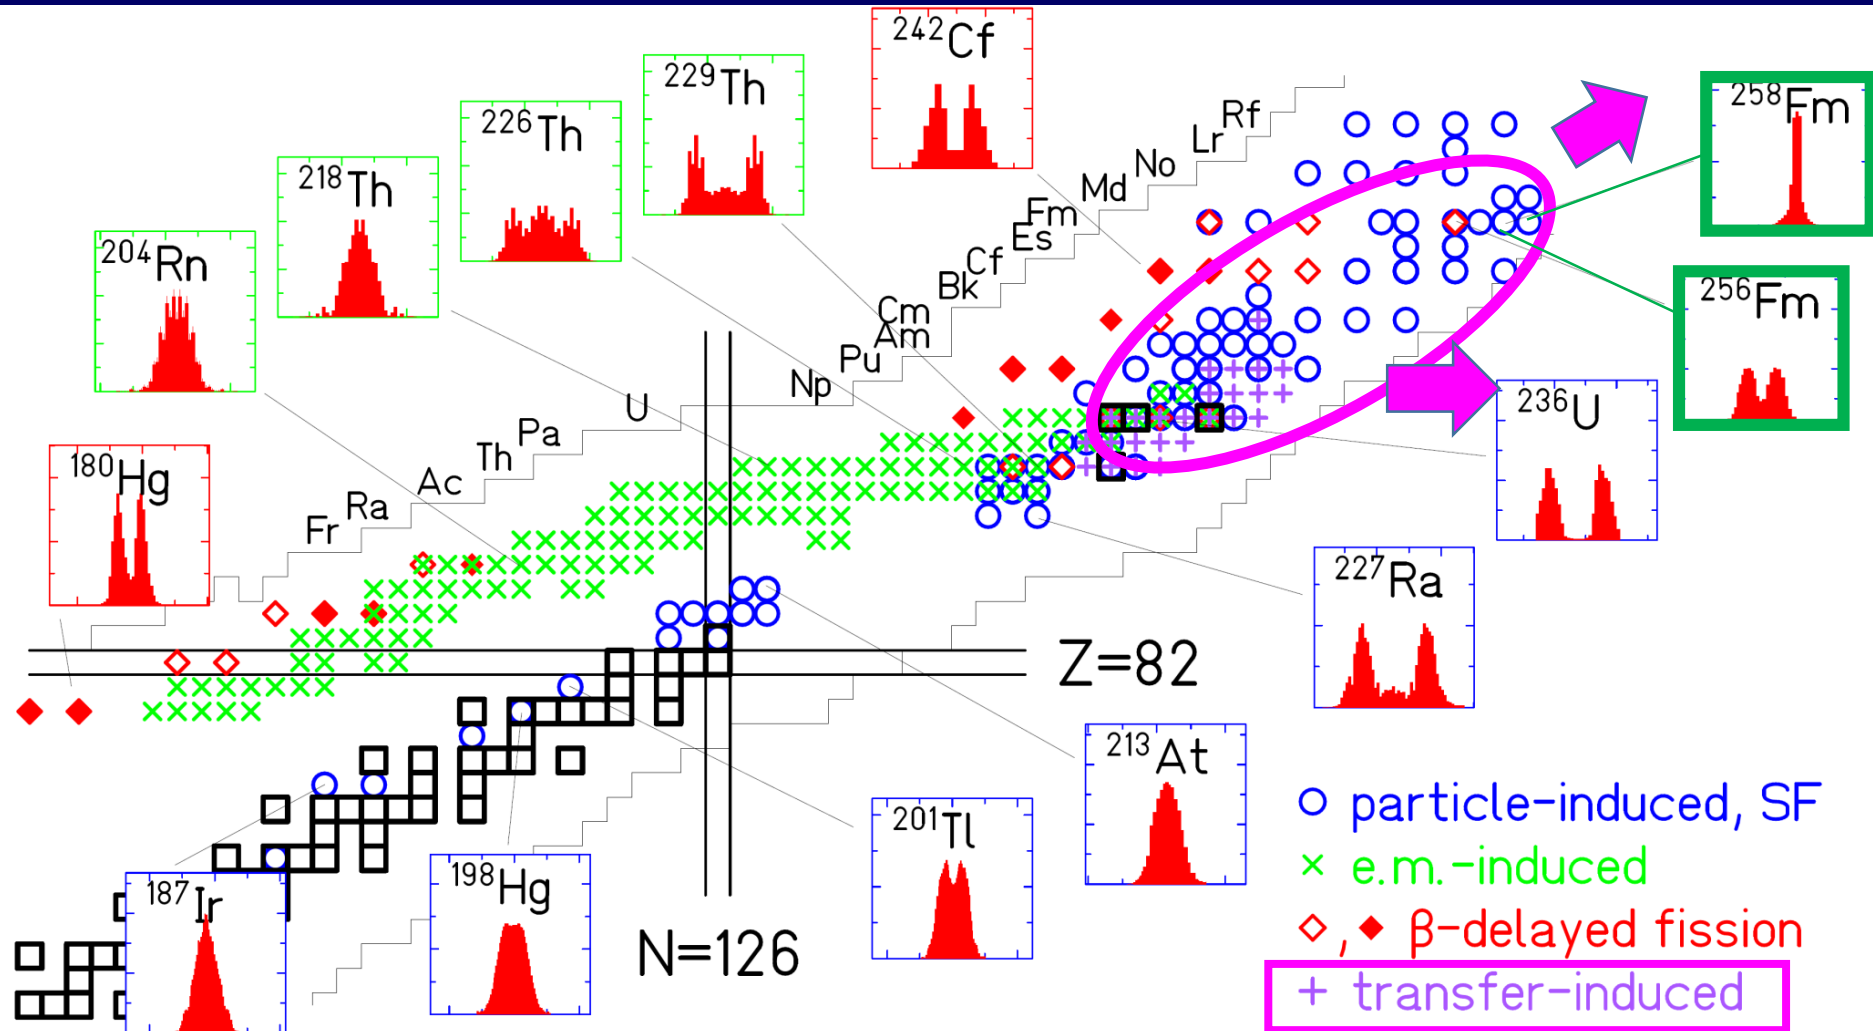 242Cf
258Fm
229Th
226Th
218Th
204Rn
180Hg
Rf
Lr
No
Md
Fm
Es
Cf
Bk
Cm
Am
Pu
Np
U
Pa
Th
Ac
Ra
Fr
256Fm
236U
227Ra
Z=82
213At
201Tl
198Hg
187Ir
N=126
○ particle-induced, SF
× e.m.-induced
◇,◆ β-delayed fission
+ transfer-induced